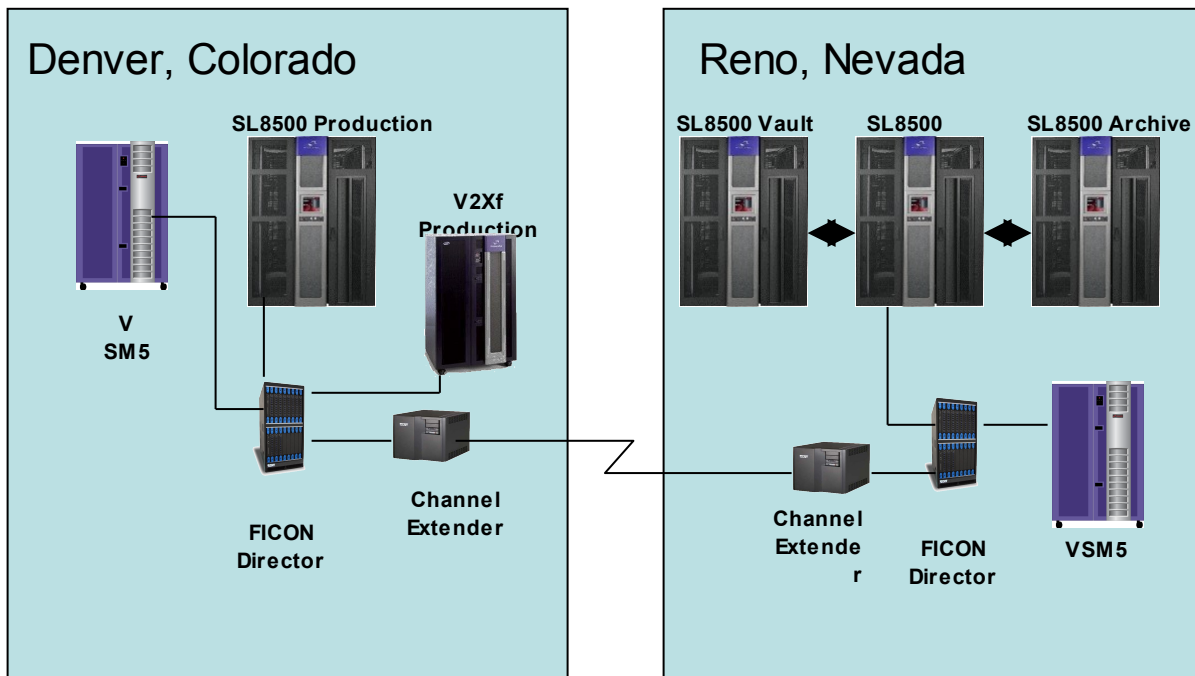 Denver, Colorado
SL8500 Production
V2Xf
Production
V
SM5
Channel
Extender
FICON
Director
Reno, Nevada
SL8500 Vault
SL8500
SL8500 Archive
Channel
Extende
r
FICON
Director
VSM5